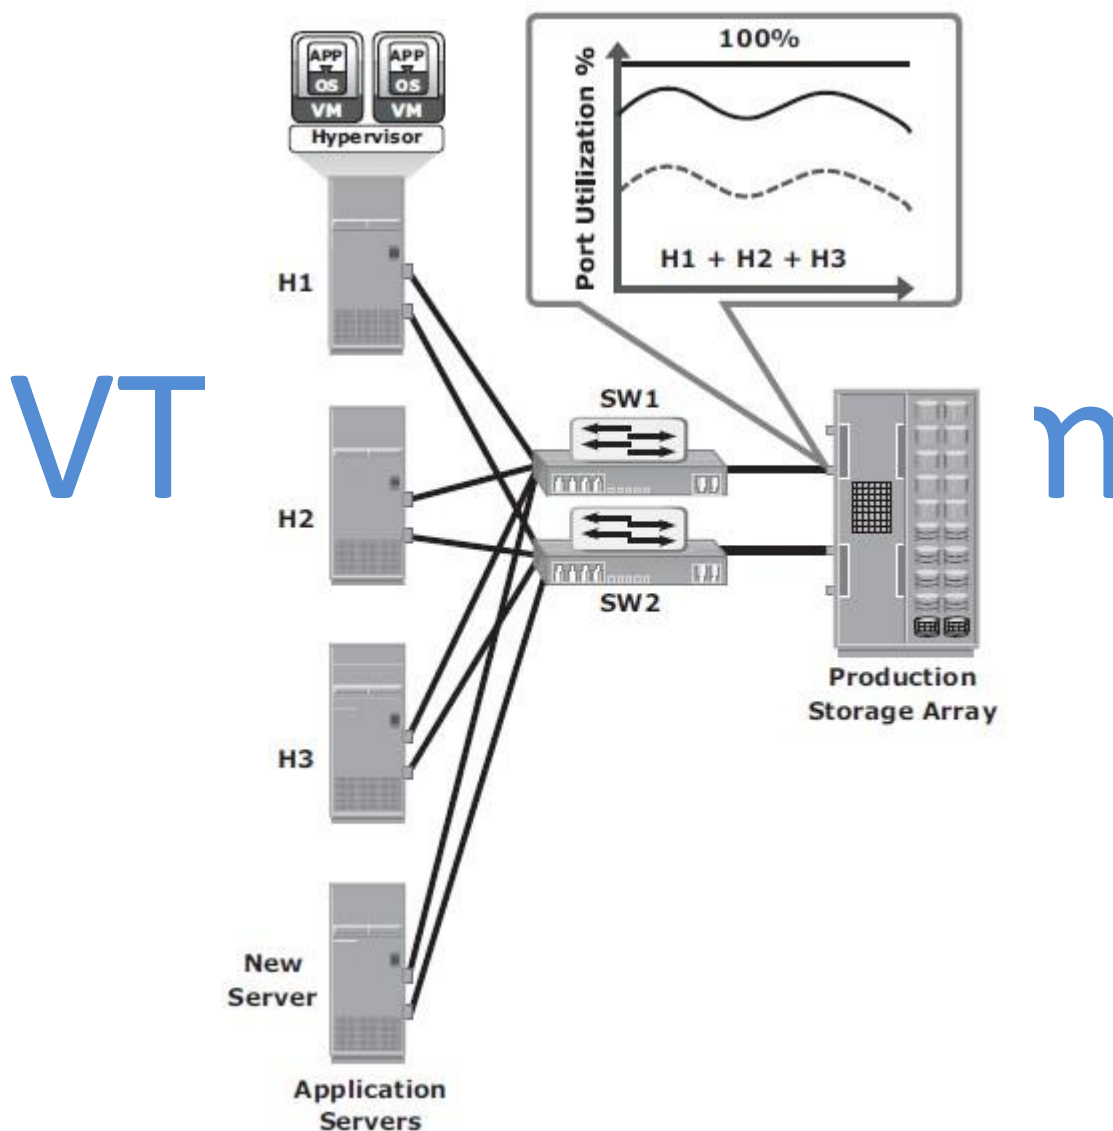 100%
Port Utilization %
H1 + H2 + H3
APP
OS
VM
APP
OS
VM
Hypervisor
H1
VT
m
SW1
H2
SW2
Production
Storage Array
H3
New
Server
Application
Servers